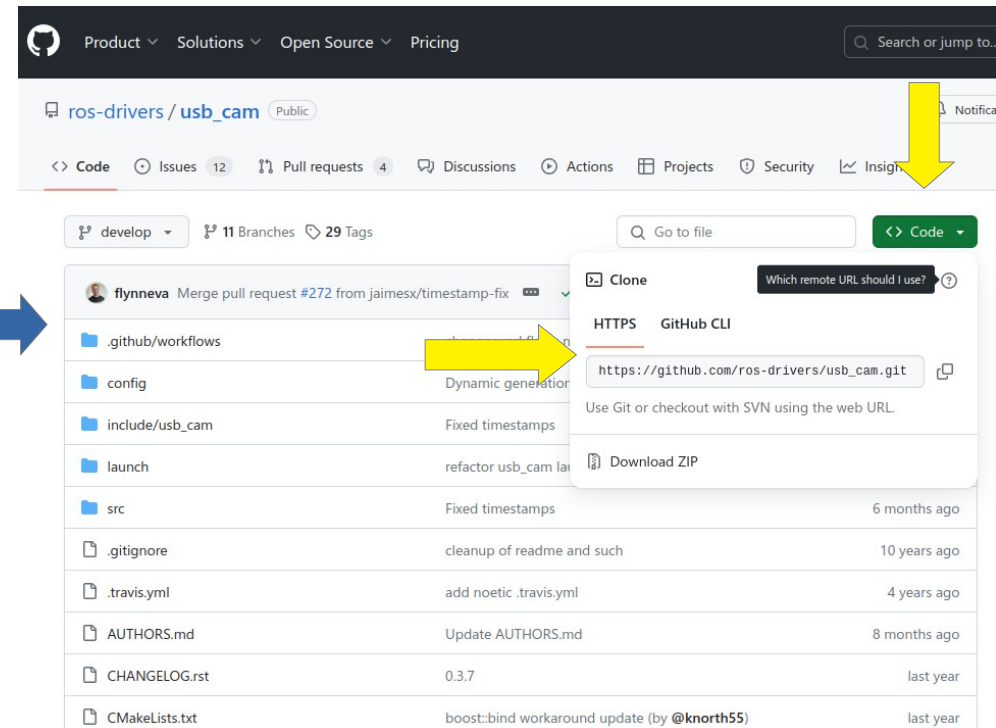 Product Solutions Open Source Pricing Search or jump to...
ros-drivers / usb_cam Public Notifica
<> Code Issues 12 Pull requests 4 Discussions Actions Projects Security Insigh
develop 11 Branches 29 Tags Go to file <> Code
flynneva Merge pull request #272 from jaimesx/timestamp-fix
Clone Which remote URL should I use?
HTTPS GitHub CLI
.github/workflows
https://github.com/ros-drivers/usb_cam.git
config Dynamic generation
Use Git or checkout with SVN using the web URL.
include/usb_cam Fixed timestamps
launch refactor usb_cam lau
Download ZIP
src Fixed timestamps 6 months ago
.gitignore cleanup of readme and such 10 years ago
.travis.yml add noetic .travis.yml 4 years ago
AUTHORS.md Update AUTHORS.md 8 months ago
CHANGELOG.rst 0.3.7 last year
CMakeLists.txt boost::bind workaround update (by @knorth55) last year